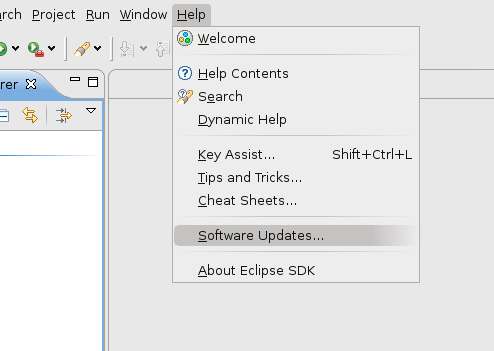 rch Project Run Window Help
Welcome
rer
Help Contents
Search
Dynamic Help
Key Assist... Shift+Ctrl+L
Tips and Tricks...
Cheat Sheets...
Software Updates...
About Eclipse SDK